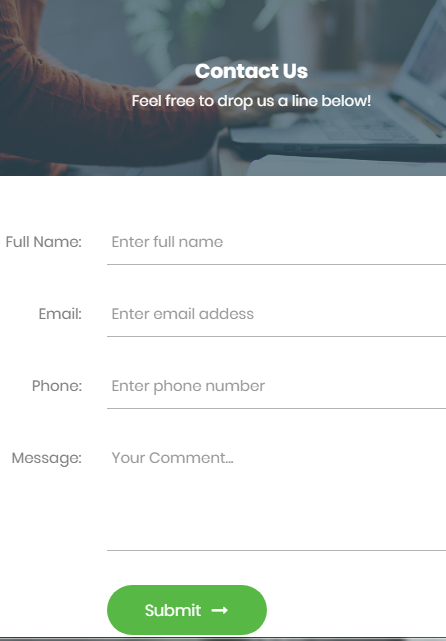 Contact Us
Feel free to drop us a line below!
Full Name: Enter full name
Email: Enter email addess
Phone: Enter phone number
Message: Your Comment...
Submit →